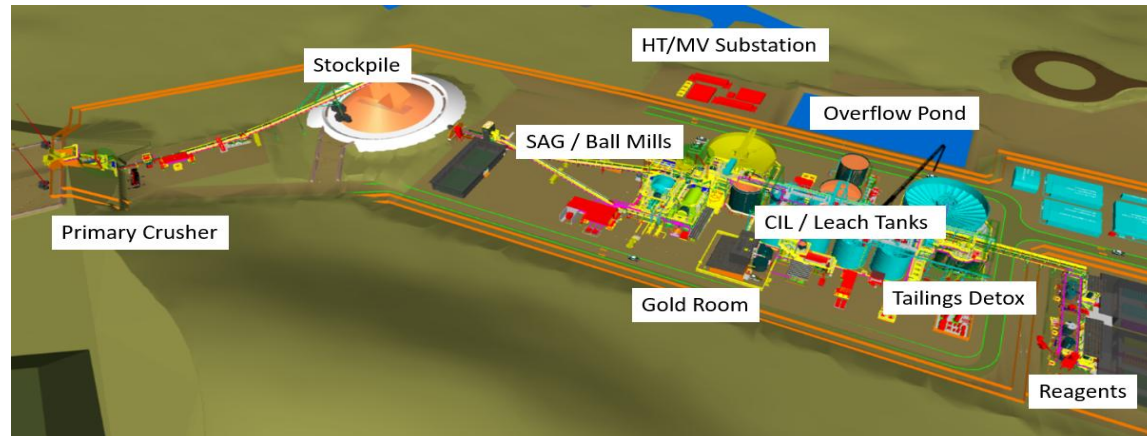 HT/MV Substation
Stockpile
Overflow Pond
SAG / Ball Mills
CIL / Leach Tanks
Primary Crusher
Gold Room
Tailings Detox
Reagents